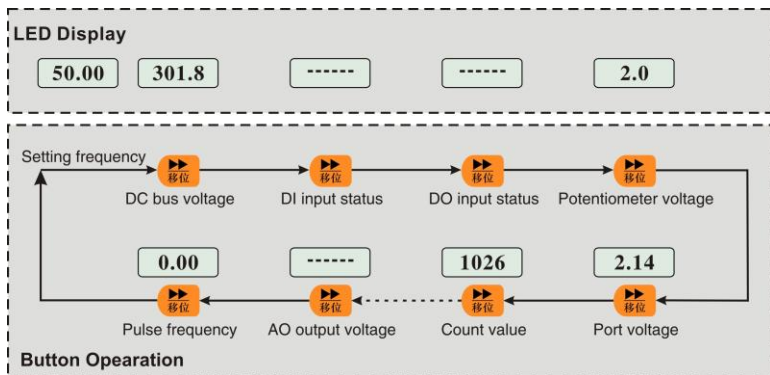 LED Display
50.00 301.8 ------ ------ 2.0
Setting frequency
移位 移位 移位 移位
DC bus voltage DI input status DO input status Potentiometer voltage
0.00 ------ 1026 2.14
移位 移位 移位 移位
Pulse frequency AO output voltage Count value Port voltage
Button Opearation